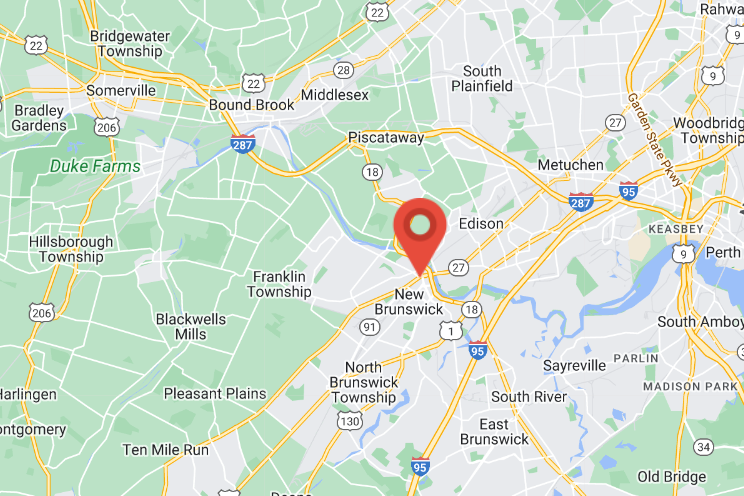 22
Rahwa
22
9
Bridgewater
Township
28
South
Plainfield
9
Somerville
22
Middlesex
Bradley
Gardens
Bound Brook
Garden State Pkwy
27
Woodbridg
Township
206
287
Piscataway
Duke Farms
18
Metuchen
95
287
Edison
KEASBEY
Hillsborough
Township
9
Perth
Franklin
Township
27
New
Brunswick
206
Blackwells
Mills
91
1
18
South Amboy
95
Sayreville
PARLIN
North
Brunswick
Township
MADISON PARK
Harlingen
Pleasant Plains
South River
ontgomery
130
East
Brunswick
Ten Mile Run
34
95
Old Bridge